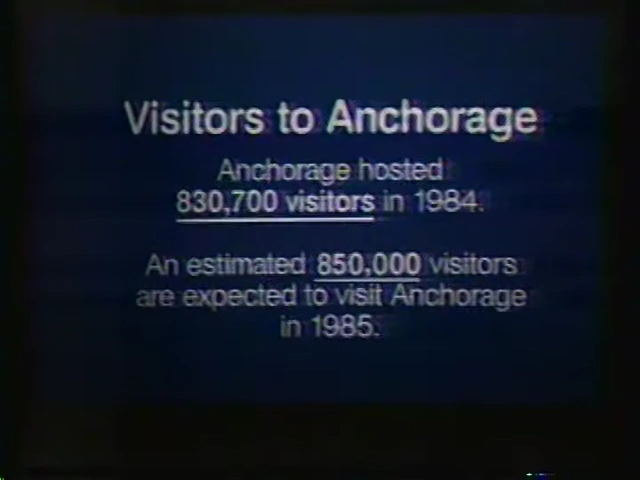 Visitors to Anchorage
Anchorage hosted
830,700 visitors in 1984.
An estimated 850,000 visitors
are expected to visit Anchorage
in 1985.